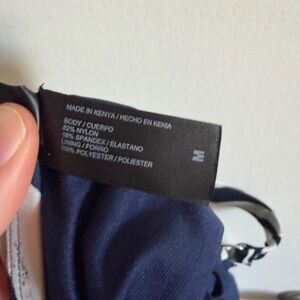 MADE IN KENYA / HECHO EN KENIA
BODY / CUERPO
82% NYLON
18% SPANDEX / ELASTANO
LINING / FORRO
100% POLYESTER / POLIESTER
M